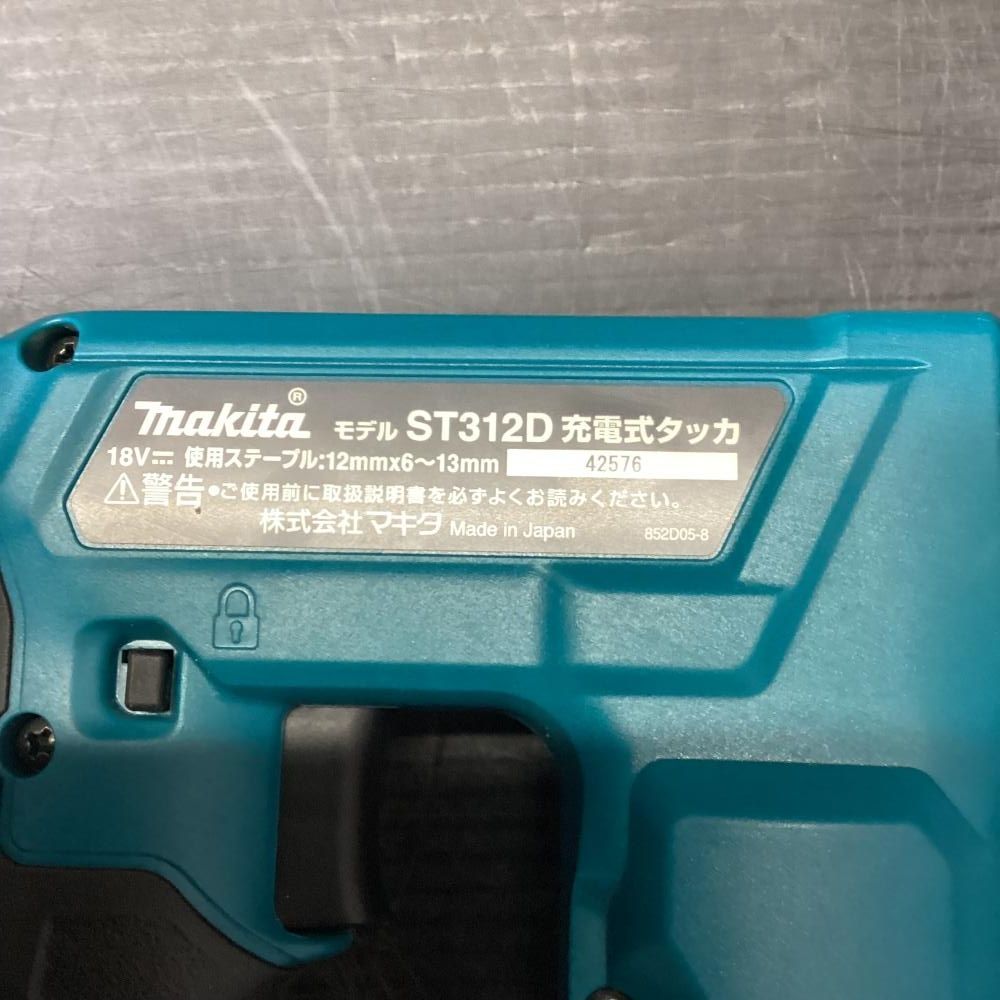 makita® モデル ST312D 充電式タッカ
18V⎓ 使用ステープル:12mmx6〜13mm 42576
⚠警告 ●ご使用前に取扱説明書を必ずよくお読みください。
株式会社マキタ Made in Japan 852D05-8